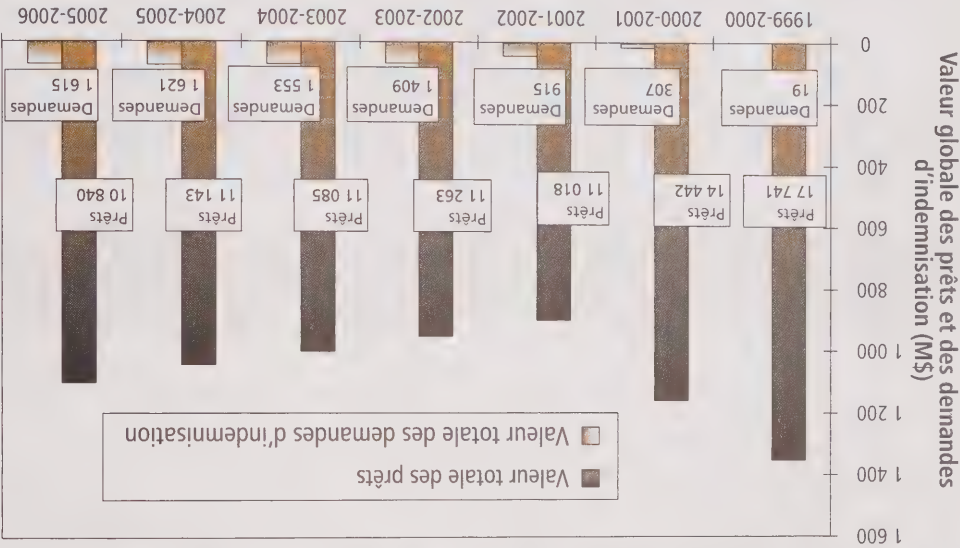 Valeur globale des prêts et des demandes
d'indemnisation (M$)
1 600
1 400
1 200
1 000
800
600
400
200
0
Valeur totale des prêts
Valeur totale des demandes d'indemnisation
Prêts
17 741
Demandes
19
1999-2000
Prêts
14 442
Demandes
307
2000-2001
Prêts
11 018
Demandes
915
2001-2002
Prêts
11 263
Demandes
1 409
2002-2003
Prêts
11 085
Demandes
1 553
2003-2004
Prêts
11 143
Demandes
1 621
2004-2005
Prêts
10 840
Demandes
1 615
2005-2006